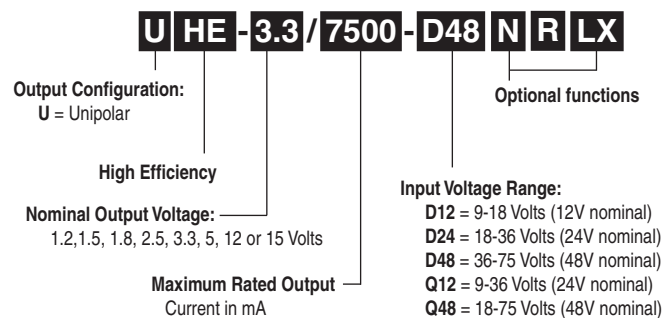 U HE - 3.3 / 7500 - D48 N R LX
Output Configuration:
U = Unipolar
Optional functions
High Efficiency
Nominal Output Voltage:
1.2,1.5, 1.8, 2.5, 3.3, 5, 12 or 15 Volts
Maximum Rated Output
Current in mA
Input Voltage Range:
D12 = 9-18 Volts (12V nominal)
D24 = 18-36 Volts (24V nominal)
D48 = 36-75 Volts (48V nominal)
Q12 = 9-36 Volts (24V nominal)
Q48 = 18-75 Volts (48V nominal)